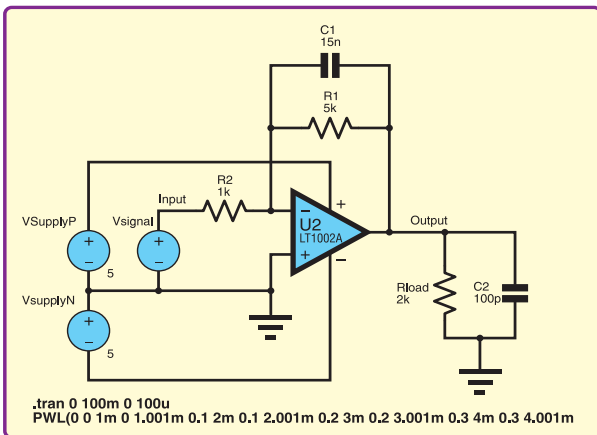 C1
15n
R1
5k
R2
1k
Input
VSupplyP
Vsignal
+
−
U2
LT1002A
+
+
−
5
+
−
−
+
Output
VsupplyN
+
−
5
Rload
2k
C2
100p
.tran 0 100m 0 100u
PWL(0 0 1m 0 1.001m 0.1 2m 0.1 2.001m 0.2 3m 0.2 3.001m 0.3 4m 0.3 4.001m